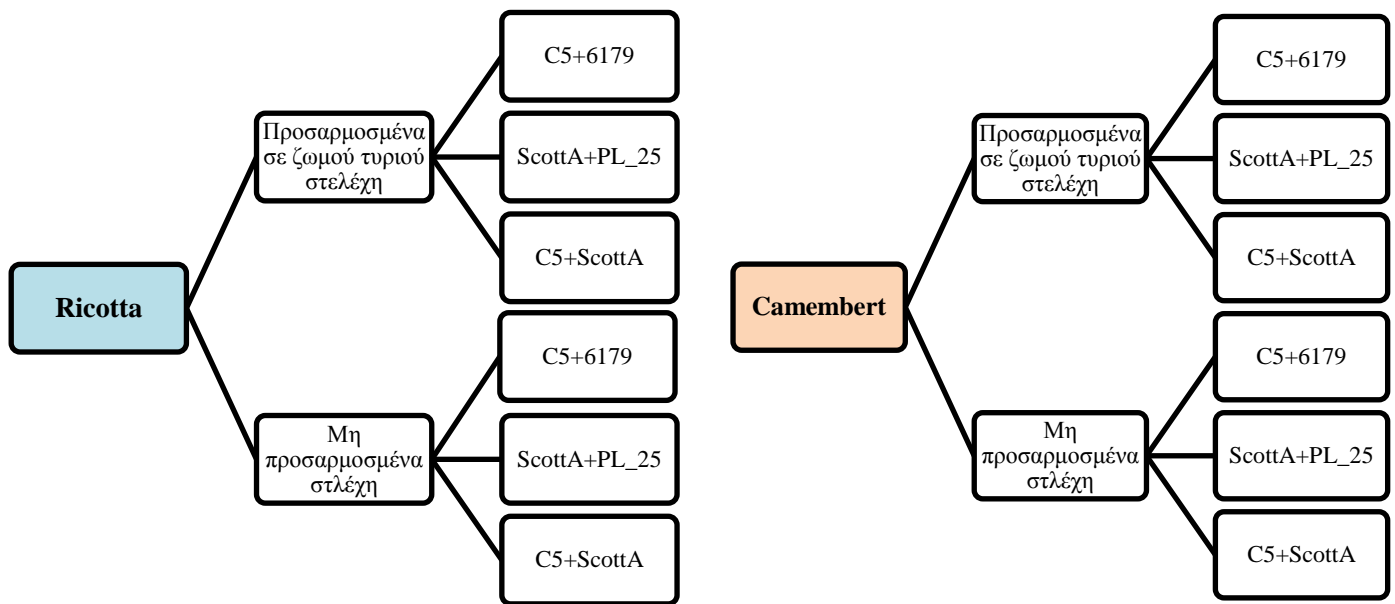 Ricotta
Προσαρμοσμένα
σε ζωμού τυριού
στελέχη
C5+6179
ScottA+PL_25
C5+ScottA
Μη
προσαρμοσμένα
στλέχη
C5+6179
ScottA+PL_25
C5+ScottA
Camembert
Προσαρμοσμένα
σε ζωμού τυριού
στελέχη
C5+6179
ScottA+PL_25
C5+ScottA
Μη
προσαρμοσμένα
στλέχη
C5+6179
ScottA+PL_25
C5+ScottA